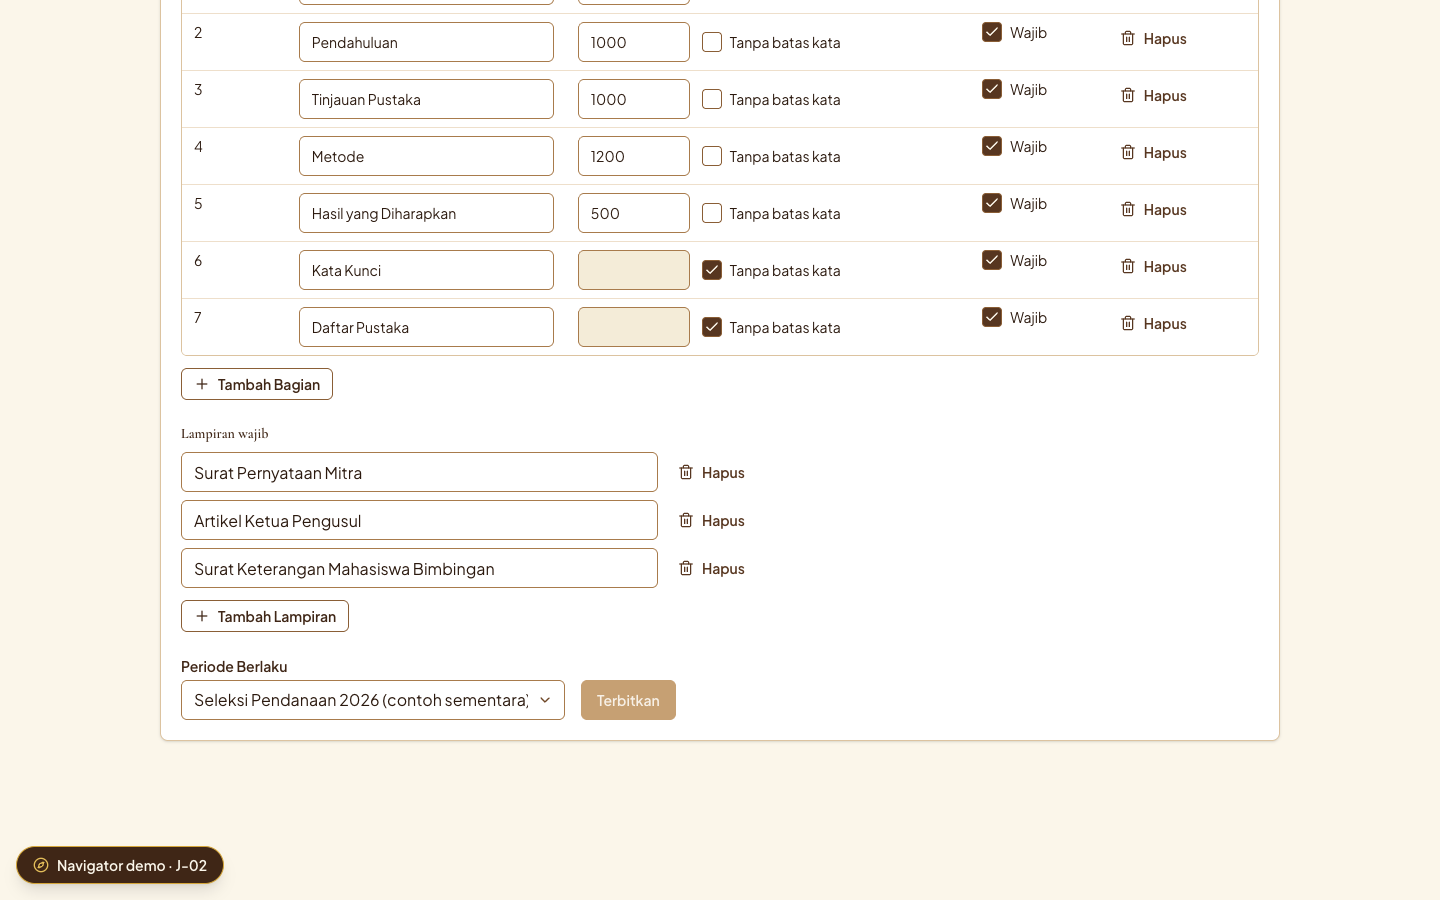 2 Pendahuluan 1000 Tanpa batas kata Wajib Hapus
3 Tinjauan Pustaka 1000 Tanpa batas kata Wajib Hapus
4 Metode 1200 Tanpa batas kata Wajib Hapus
5 Hasil yang Diharapkan 500 Tanpa batas kata Wajib Hapus
6 Kata Kunci Tanpa batas kata Wajib Hapus
7 Daftar Pustaka Tanpa batas kata Wajib Hapus
Tambah Bagian
Lampiran wajib
Surat Pernyataan Mitra Hapus
Artikel Ketua Pengusul Hapus
Surat Keterangan Mahasiswa Bimbingan Hapus
Tambah Lampiran
Periode Berlaku
Seleksi Pendanaan 2026 (contoh sementara) Terbitkan
Navigator demo · J-02